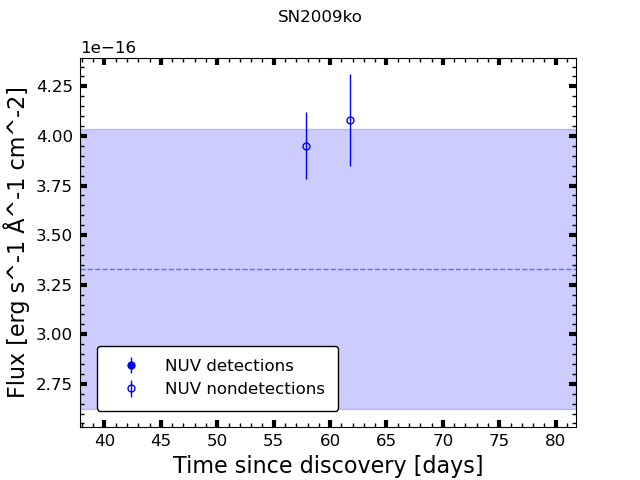 SN2009ko
1e−16
4.25
4.00
3.75
3.50
3.25
3.00
2.75
Flux [erg s^-1 Å^-1 cm^-2]
NUV detections
NUV nondetections
40 45 50 55 60 65 70 75 80
Time since discovery [days]